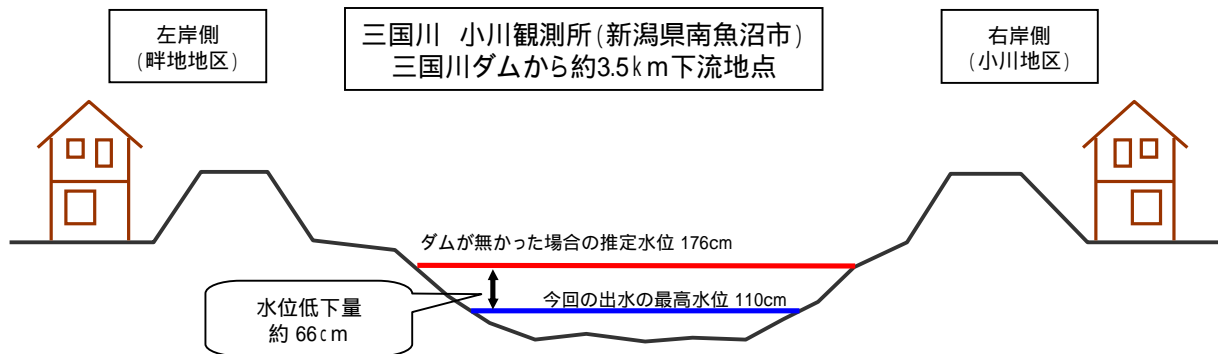 左岸側
(畔地地区)
三国川 小川観測所(新潟県南魚沼市)
三国川ダムから約3.5km下流地点
右岸側
(小川地区)
ダムが無かった場合の推定水位 176cm
水位低下量
約 66cm
今回の出水の最高水位 110cm